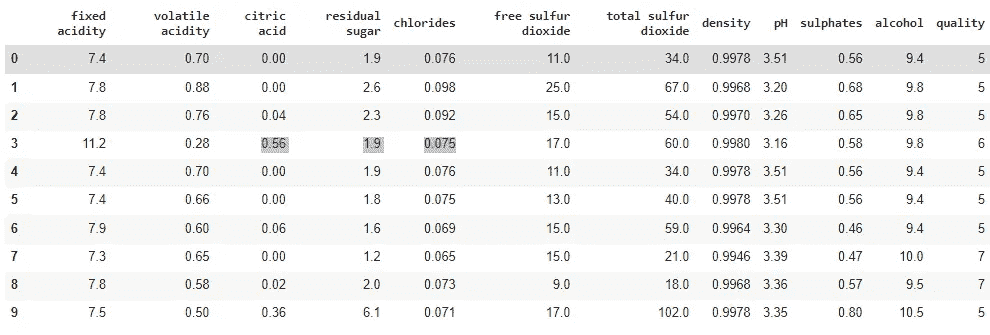 fixed acidity volatile acidity citric acid residual sugar chlorides free sulfur dioxide total sulfur dioxide density pH sulphates alcohol quality
0 7.4 0.70 0.00 1.9 0.076 11.0 34.0 0.9978 3.51 0.56 9.4 5
1 7.8 0.88 0.00 2.6 0.098 25.0 67.0 0.9968 3.20 0.68 9.8 5
2 7.8 0.76 0.04 2.3 0.092 15.0 54.0 0.9970 3.26 0.65 9.8 5
3 11.2 0.28 0.56 1.9 0.075 17.0 60.0 0.9980 3.16 0.58 9.8 6
4 7.4 0.70 0.00 1.9 0.076 11.0 34.0 0.9978 3.51 0.56 9.4 5
5 7.4 0.66 0.00 1.8 0.075 13.0 40.0 0.9978 3.51 0.56 9.4 5
6 7.9 0.60 0.06 1.6 0.069 15.0 59.0 0.9964 3.30 0.46 9.4 5
7 7.3 0.65 0.00 1.2 0.065 15.0 21.0 0.9946 3.39 0.47 10.0 7
8 7.8 0.58 0.02 2.0 0.073 9.0 18.0 0.9968 3.36 0.57 9.5 7
9 7.5 0.50 0.36 6.1 0.071 17.0 102.0 0.9978 3.35 0.80 10.5 5